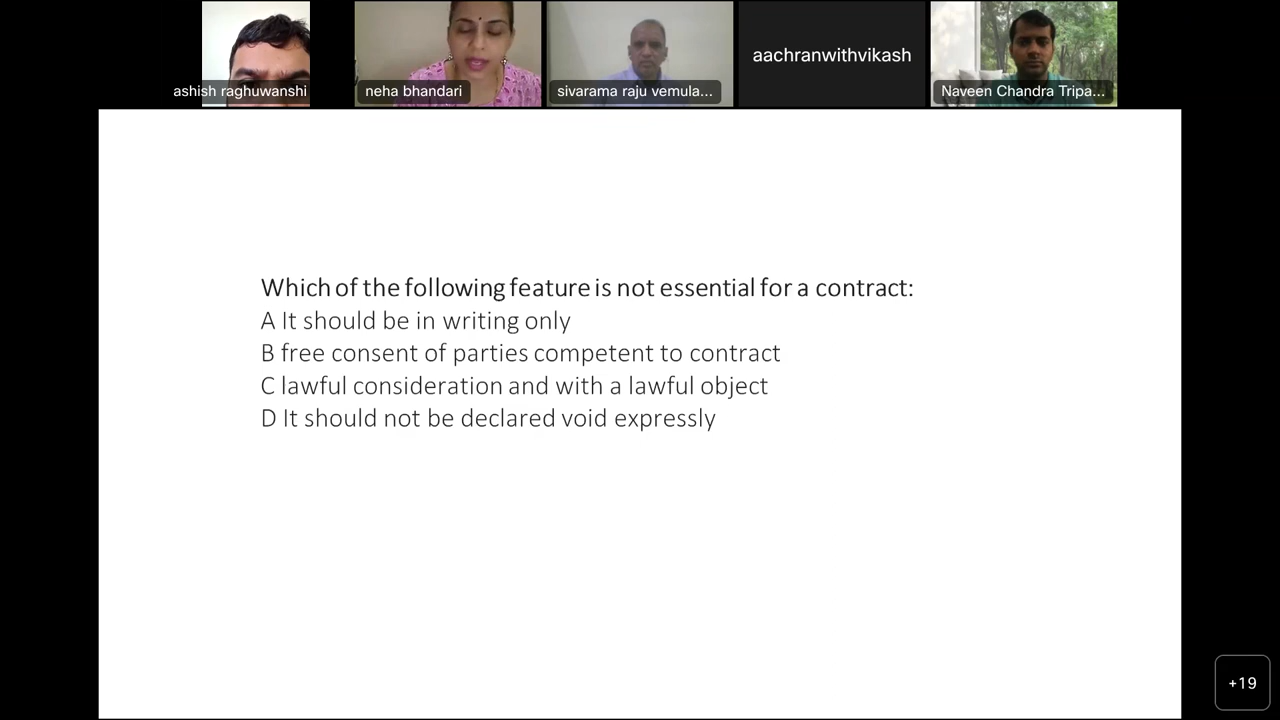 ashish raghuwanshi
neha bhandari
sivarama raju vemula...
aachranwithvikash
Naveen Chandra Tripa...
Which of the following feature is not essential for a contract:
A It should be in writing only
B free consent of parties competent to contract
C lawful consideration and with a lawful object
D It should not be declared void expressly
+19